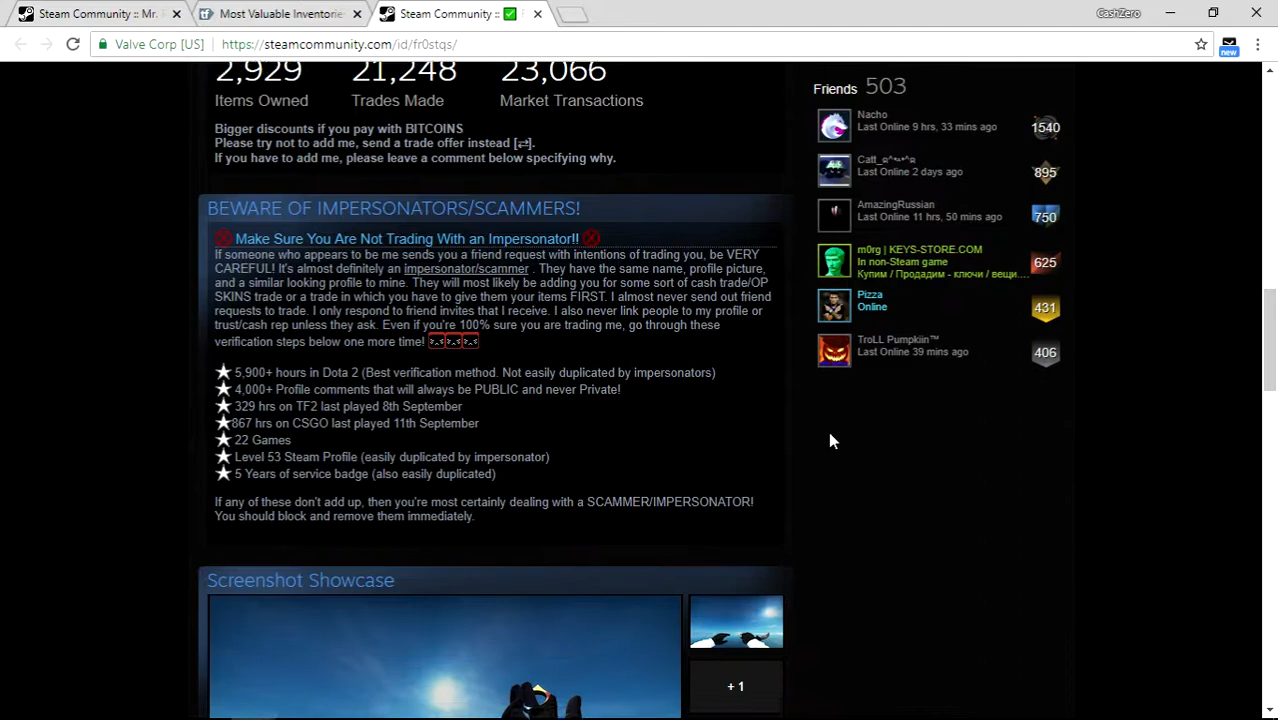 Steam Community :: Mr.
Most Valuable Inventories
Steam Community :: ✅
CashZero
Valve Corp [US]
https://steamcommunity.com/id/fr0stqs/
new
2,929
21,248
23,066
Items Owned
Trades Made
Market Transactions
Bigger discounts if you pay with BITCOINS
Please try not to add me, send a trade offer instead [⇄].
If you have to add me, please leave a comment below specifying why.
BEWARE OF IMPERSONATORS/SCAMMERS!
Make Sure You Are Not Trading With an Impersonator!!
If someone who appears to be me sends you a friend request with intentions of trading you, be VERY
CAREFUL! It's almost definitely an impersonator/scammer . They have the same name, profile picture,
and a similar looking profile to mine. They will most likely be adding you for some sort of cash trade/OP
SKINS trade or a trade in which you have to give them your items FIRST. I almost never send out friend
requests to trade. I only respond to friend invites that I receive. I also never link people to my profile or
trust/cash rep unless they ask. Even if you're 100% sure you are trading me, go through these
verification steps below one more time!
★ 5,900+ hours in Dota 2 (Best verification method. Not easily duplicated by impersonators)
★ 4,000+ Profile comments that will always be PUBLIC and never Private!
★ 329 hrs on TF2 last played 8th September
★867 hrs on CSGO last played 11th September
★ 22 Games
★ Level 53 Steam Profile (easily duplicated by impersonator)
★ 5 Years of service badge (also easily duplicated)
If any of these don't add up, then you're most certainly dealing with a SCAMMER/IMPERSONATOR!
You should block and remove them immediately.
Screenshot Showcase
+ 1
Friends 503
Nacho
Last Online 9 hrs, 33 mins ago
1540
Last Online 2 days ago
895
AmazingRussian
Last Online 11 hrs, 50 mins ago
750
m0rg | KEYS-STORE.COM
In non-Steam game
Купим / Продадим - ключи / вещи....
625
Pizza
Online
431
TroLL Pumpkiin™
Last Online 39 mins ago
406